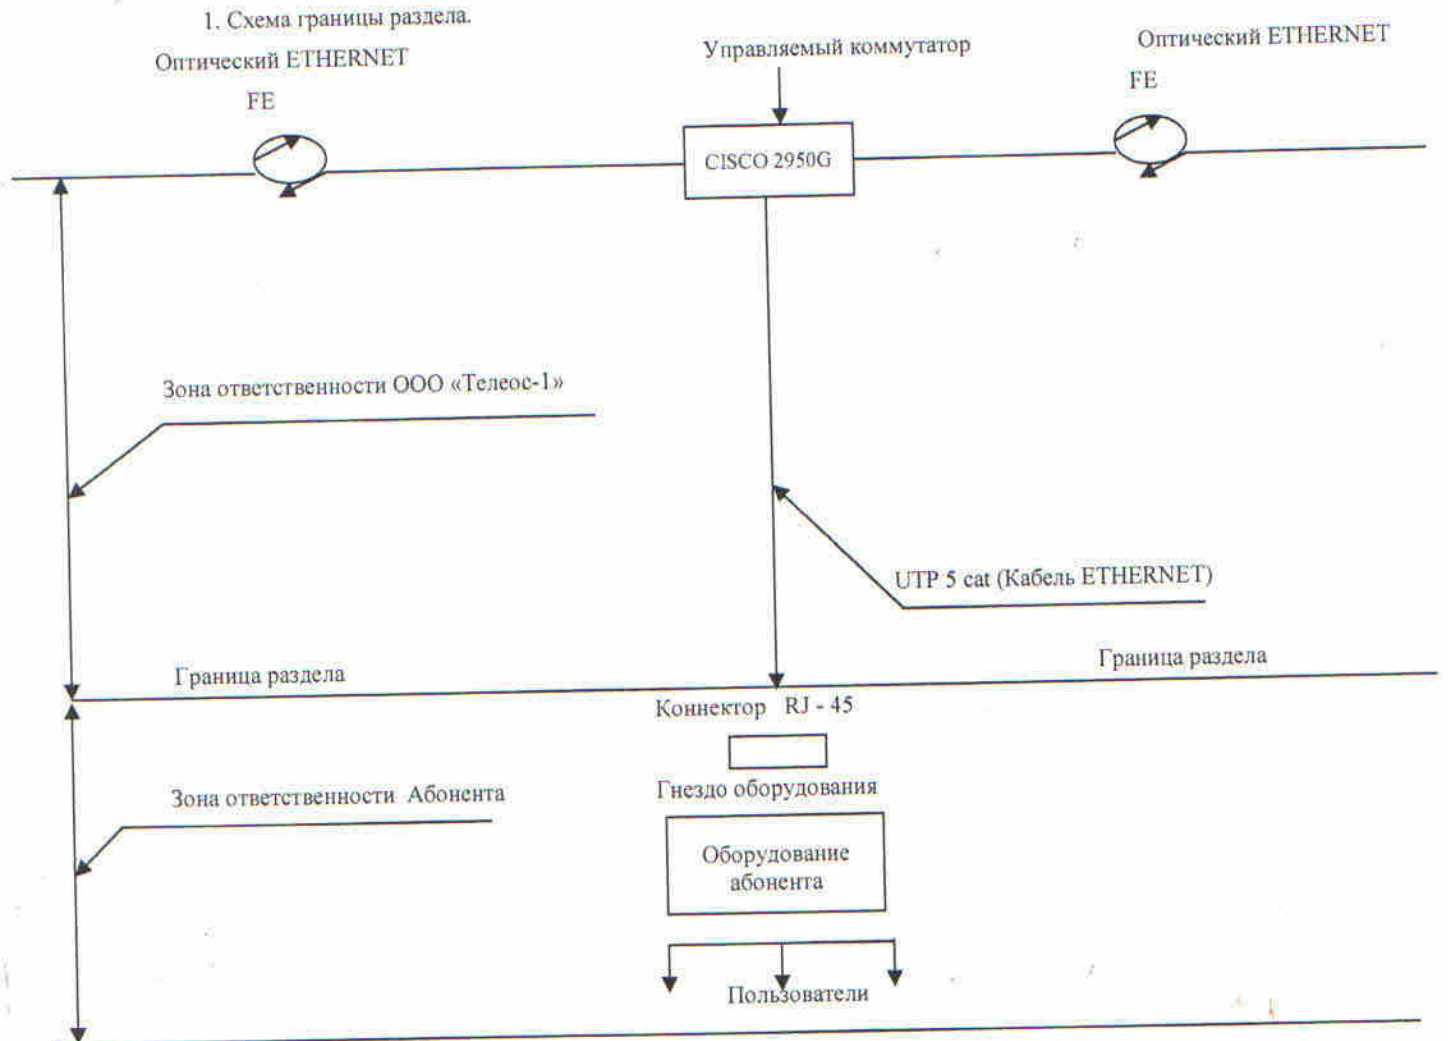 1. Схема границы раздела.
Оптический ETHERNET
FE
Управляемый коммутатор
Оптический ETHERNET
FE
CISCO 2950G
Зона ответственности ООО «Телеос-1»
UTP 5 cat (Кабель ETHERNET)
Граница раздела
Граница раздела
Коннектор RJ - 45
Гнездо оборудования
Зона ответственности Абонента
Оборудование
абонента
Пользователи